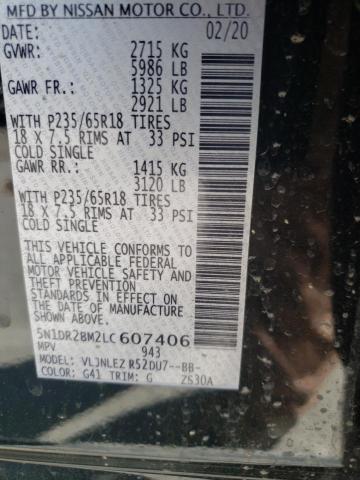 MFD BY NISSAN MOTOR CO., LTD.
DATE: 02/20
GVWR: 2715 KG
5986 LB
GAWR FR.: 1325 KG
2921 LB
WITH P235/65R18 TIRES
18 X 7.5 RIMS AT 33 PSI
COLD SINGLE
GAWR RR.: 1415 KG
3120 LB
WITH P235/65R18 TIRES
18 X 7.5 RIMS AT 33 PSI
COLD SINGLE
THIS VEHICLE CONFORMS TO
ALL APPLICABLE FEDERAL
MOTOR VEHICLE SAFETY AND
THEFT PREVENTION
STANDARDS IN EFFECT ON
THE DATE OF MANUFACTURE
SHOWN ABOVE.
5N1DR2BM2LC607406
MPV 943
VLJNLEZ R52DU7--BB-
COLOR: G41 TRIM: G Z630A